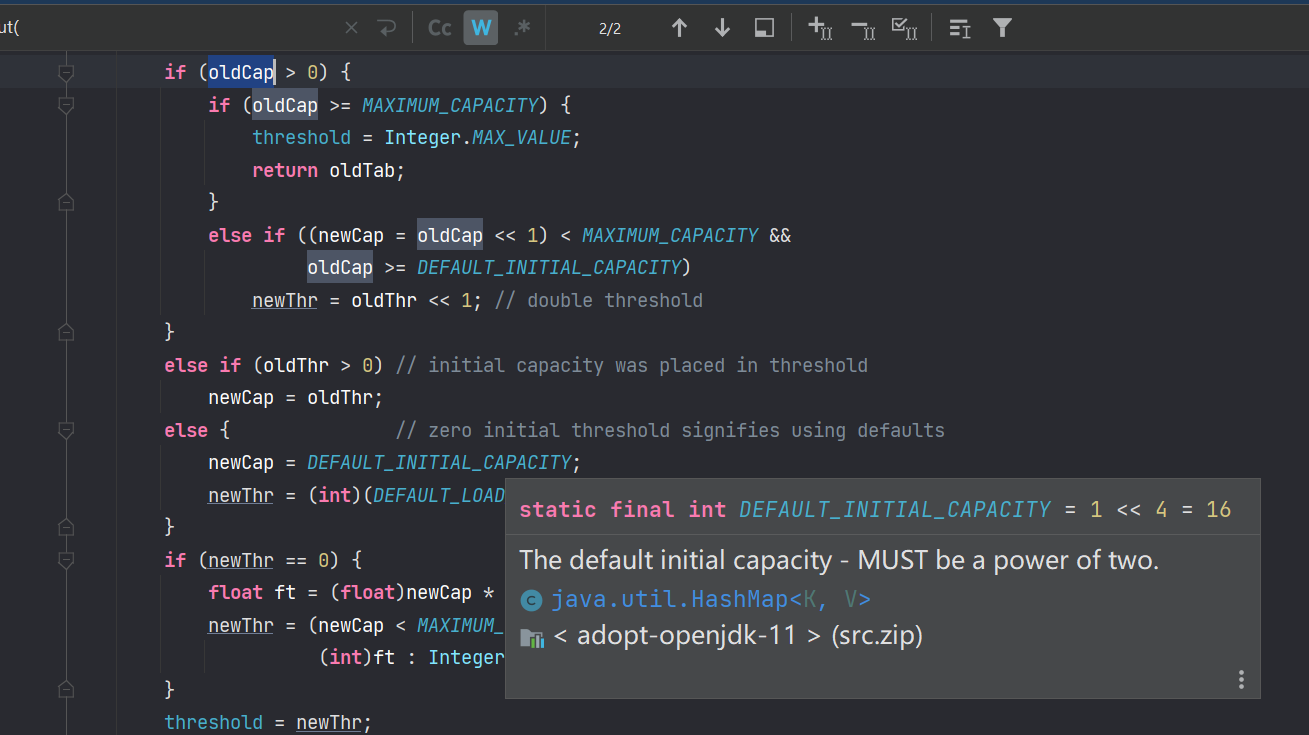 ut(
Cc W .* 2/2
if (oldCap > 0) {
if (oldCap >= MAXIMUM_CAPACITY) {
threshold = Integer.MAX_VALUE;
return oldTab;
}
else if ((newCap = oldCap << 1) < MAXIMUM_CAPACITY &&
oldCap >= DEFAULT_INITIAL_CAPACITY)
newThr = oldThr << 1; // double threshold
}
else if (oldThr > 0) // initial capacity was placed in threshold
newCap = oldThr;
else { // zero initial threshold signifies using defaults
newCap = DEFAULT_INITIAL_CAPACITY;
newThr = (int)(DEFAULT_LOAD
}
if (newThr == 0) {
float ft = (float)newCap *
newThr = (newCap < MAXIMUM_
(int)ft : Integer
}
threshold = newThr;
static final int DEFAULT_INITIAL_CAPACITY = 1 << 4 = 16
The default initial capacity - MUST be a power of two.
C java.util.HashMap<K, V>
< adopt-openjdk-11 > (src.zip)